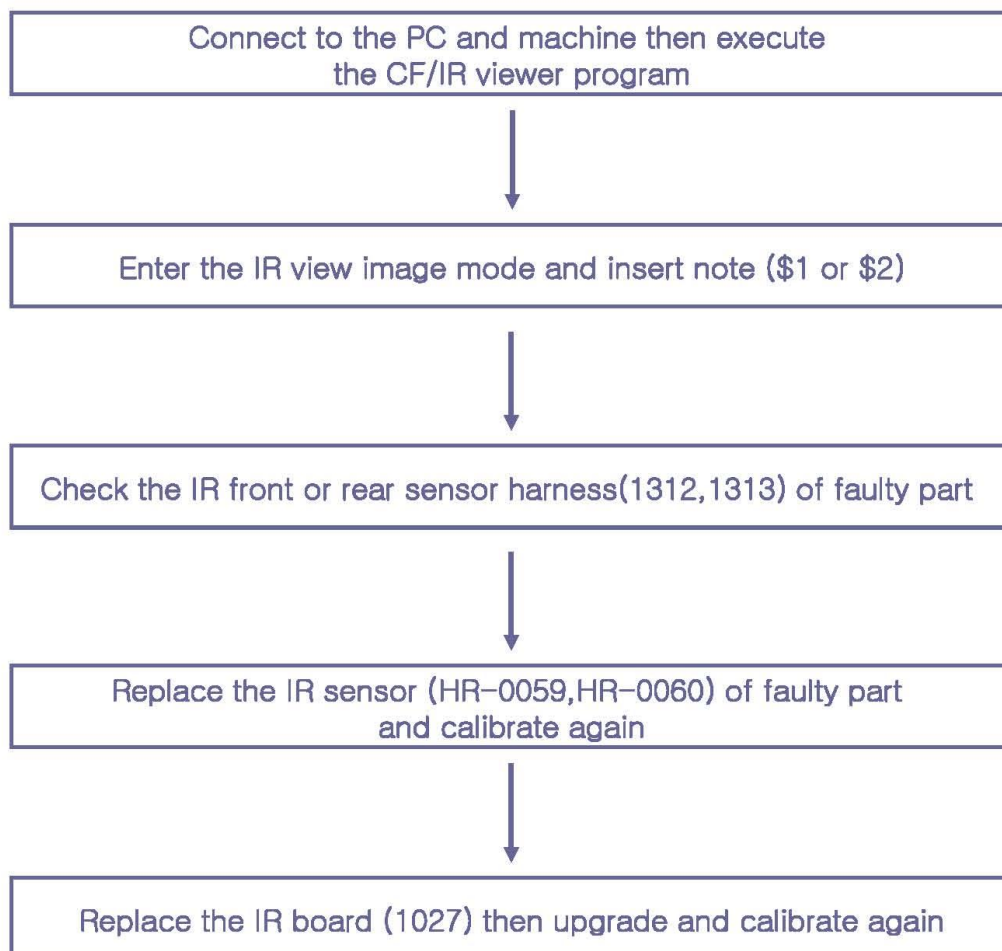 Connect to the PC and machine then execute
the CF/IR viewer program
Enter the IR view image mode and insert note ($1 or $2)
Check the IR front or rear sensor harness(1312,1313) of faulty part
Replace the IR sensor (HR-0059,HR-0060) of faulty part
and calibrate again
Replace the IR board (1027) then upgrade and calibrate again